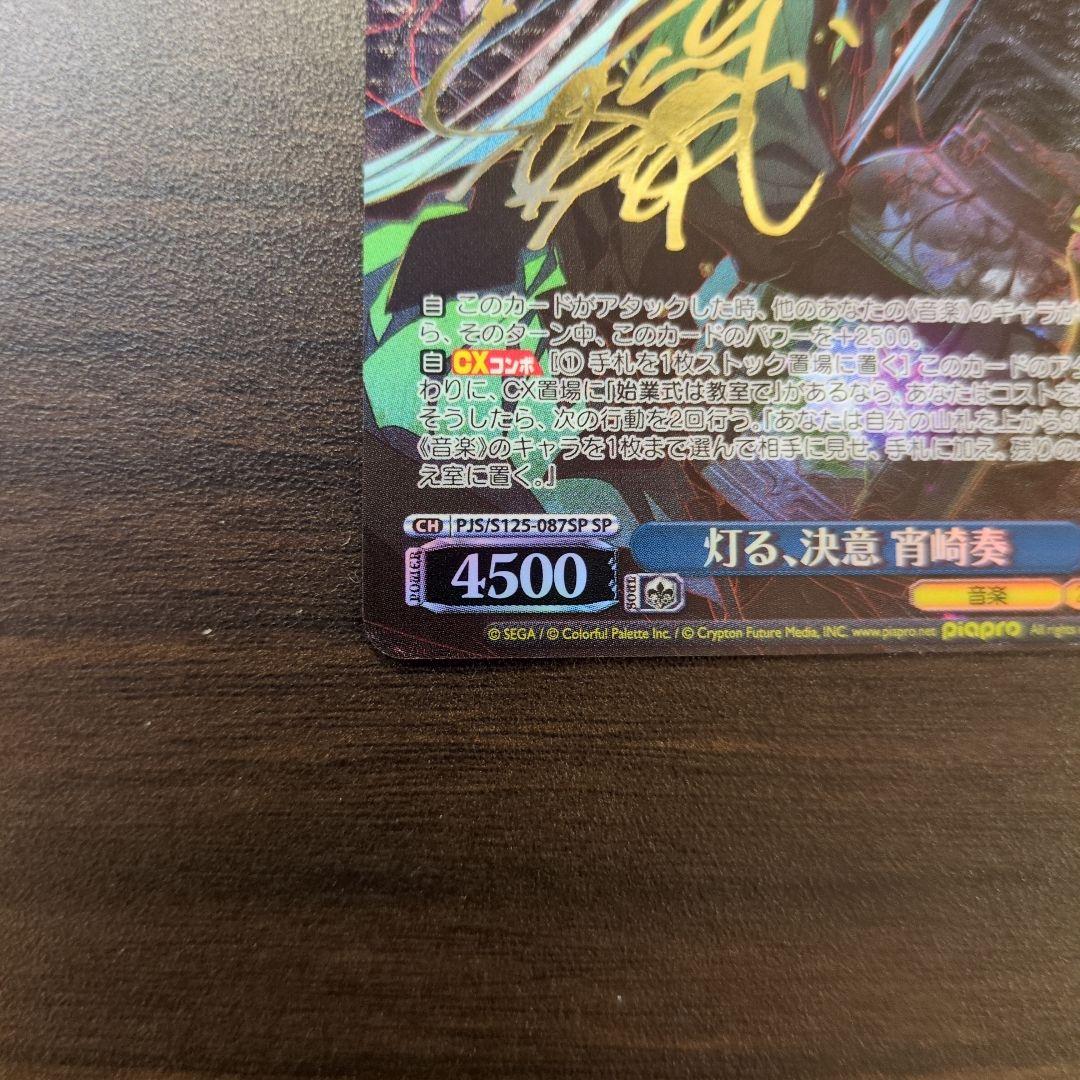 自 このカードがアタックした時、他のあなたの《音楽》のキャラが
ら、そのターン中、このカードのパワーを+2500。
自 CXコンボ [① 手札を1枚ストック置場に置く] このカードのアタ
わりに、CX置場に「始業式は教室で」があるなら、あなたはコストを
そうしたら、次の行動を2回行う。『あなたは自分の山札を上から
《音楽》のキャラを1枚まで選んで相手に見せ、手札に加え、残りの
え室に置く。』
CH PJS/S125-087SP SP
POWER 4500
灯る、決意 宵崎奏
SOUL
音楽
© SEGA / © Colorful Palette Inc. / © Crypton Future Media, INC. www.piapro.net piapro All rights